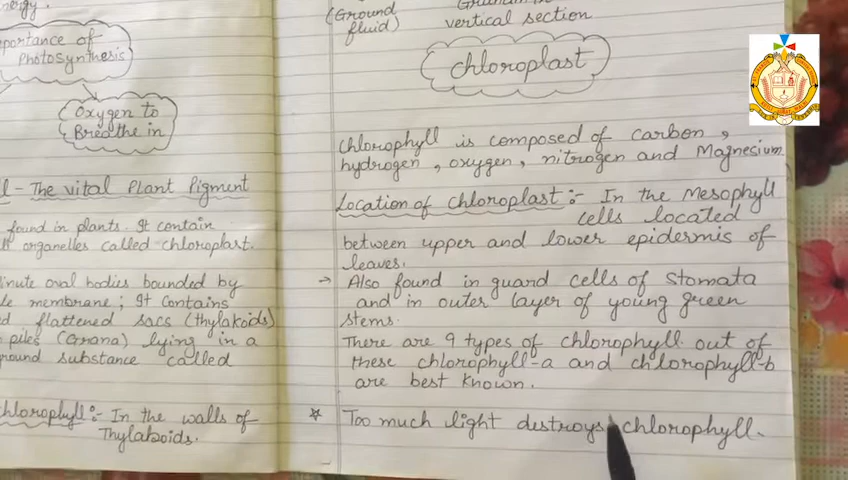 energy.
portance of
Photosynthesis
Oxygen to
Breathe in
l - The vital Plant Pigment
found in plants. It contain
organelles called chloroplast.
inute oval bodies bounded by
le membrane; It contains
d flattened sacs (thylakoids)
piles (Grana) lying in a
round substance called
chlorophyll :- In the walls of
Thylakoids.
(Ground
fluid)
vertical section
chloroplast
chlorophyll is composed of carbon,
hydrogen, oxygen, nitrogen and Magnesium
Location of chloroplast :- In the Mesophyll
cells located
between upper and lower epidermis of
leaves.
→ Also found in guard cells of stomata
and in outer layer of young green
stems.
There are 9 types of chlorophyll out of
these chlorophyll-a and chlorophyll-b
are best known.
☆ Too much light destroys chlorophyll.